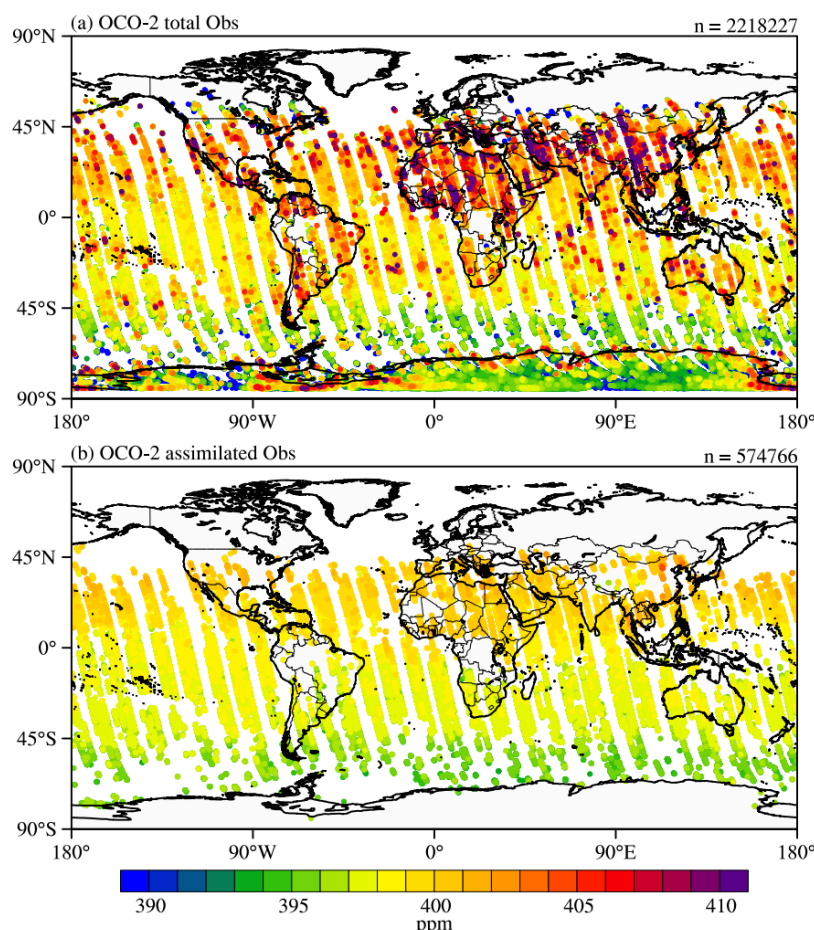 (a) OCO-2 total Obs n = 2218227
90°N
45°N
0°
45°S
90°S
180° 90°W 0° 90°E 180°
(b) OCO-2 assimilated Obs n = 574766
90°N
45°N
0°
45°S
90°S
180° 90°W 0° 90°E 180°
390 395 400 405 410
ppm